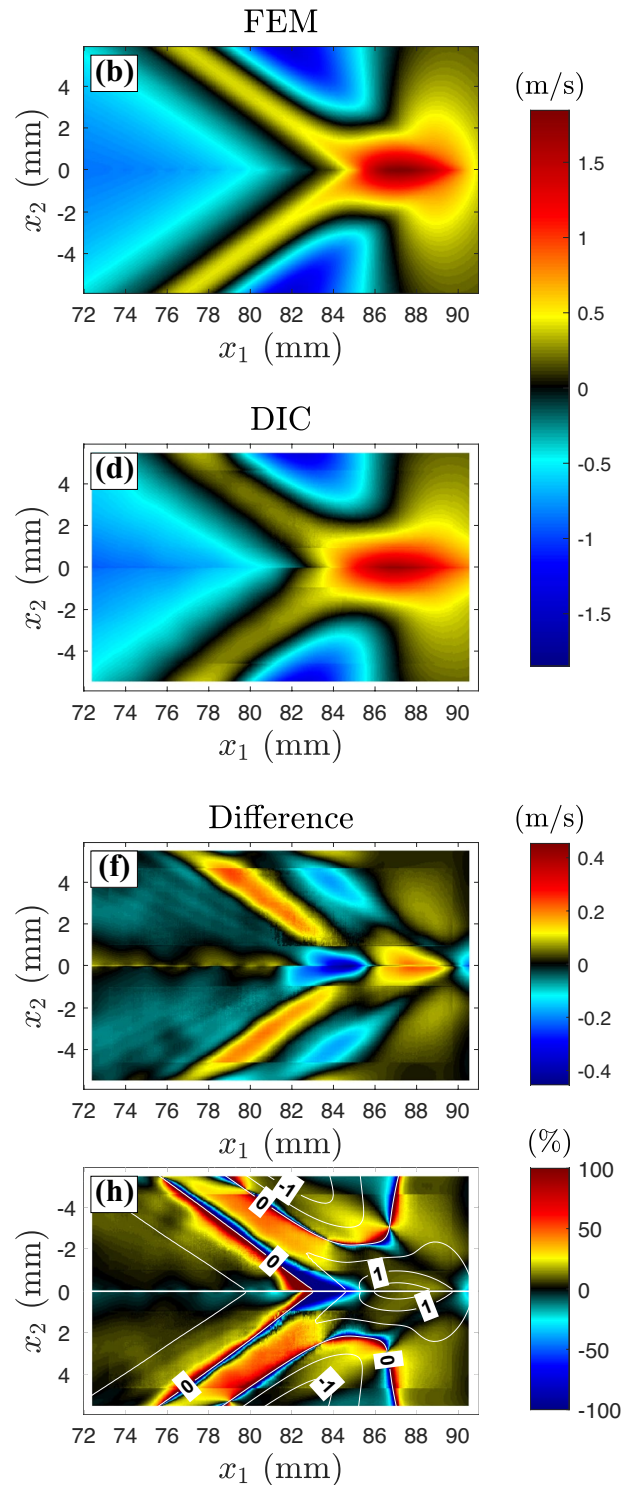 FEM
(b)
(m/s)
4
2
0
-2
-4
x₂ (mm)
72 74 76 78 80 82 84 86 88 90
x₁ (mm)
1.5
1
0.5
0
-0.5
-1
-1.5
DIC
(d)
4
2
0
-2
-4
x₂ (mm)
72 74 76 78 80 82 84 86 88 90
x₁ (mm)
Difference
(f)
(m/s)
4
2
0
-2
-4
x₂ (mm)
72 74 76 78 80 82 84 86 88 90
x₁ (mm)
0.4
0.2
0
-0.2
-0.4
(%)
(h)
-4
-2
0
2
4
x₂ (mm)
0 -1
0
1
1
0 -1 0
72 74 76 78 80 82 84 86 88 90
x₁ (mm)
100
50
0
-50
-100